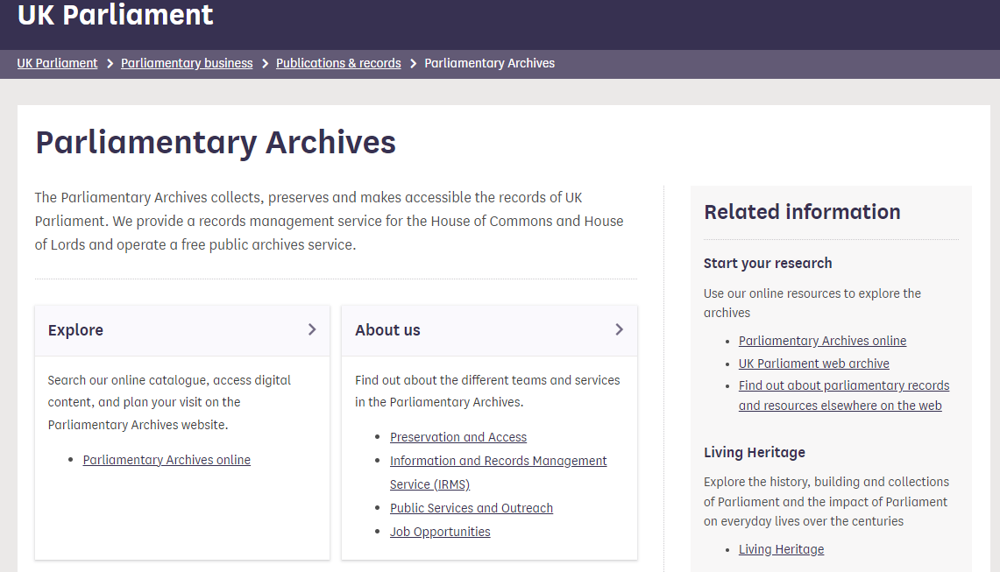 UK Parliament
UK Parliament > Parliamentary business > Publications & records > Parliamentary Archives
Parliamentary Archives
The Parliamentary Archives collects, preserves and makes accessible the records of UK
Parliament. We provide a records management service for the House of Commons and House
of Lords and operate a free public archives service.
Explore
Search our online catalogue, access digital
content, and plan your visit on the
Parliamentary Archives website.
• Parliamentary Archives online
About us
Find out about the different teams and services
in the Parliamentary Archives.
• Preservation and Access
• Information and Records Management
Service (IRMS)
• Public Services and Outreach
• Job Opportunities
Related information
Start your research
Use our online resources to explore the
archives
• Parliamentary Archives online
• UK Parliament web archive
• Find out about parliamentary records
and resources elsewhere on the web
Living Heritage
Explore the history, building and collections
of Parliament and the impact of Parliament
on everyday lives over the centuries
• Living Heritage